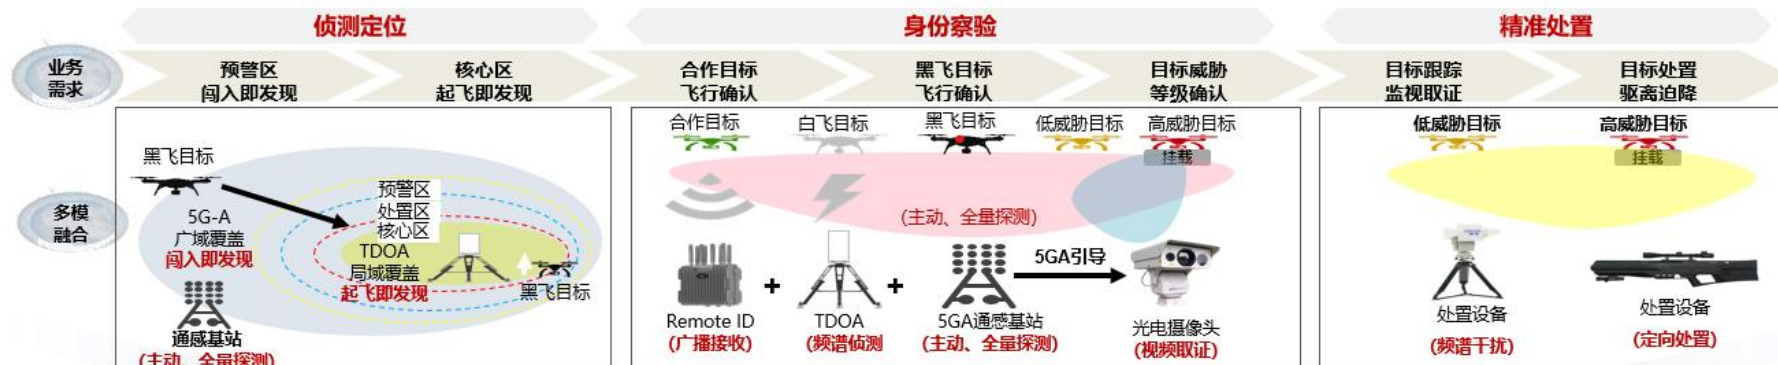 侦测定位
身份察验
精准处置
业务
需求
预警区
闯入即发现
核心区
起飞即发现
合作目标
飞行确认
黑飞目标
飞行确认
目标威胁
等级确认
目标跟踪
监视取证
目标处置
驱离迫降
多模
融合
黑飞目标
5G-A
广域覆盖
闯入即发现
通感基站
(主动、全量探测)
预警区
处置区
核心区
TDOA
局域覆盖
起飞即发现
黑飞目标
合作目标
白飞目标
黑飞目标
低威胁目标
高威胁目标
挂载
(主动、全量探测)
5GA引导
+
+
Remote ID
(广播接收)
TDOA
(频谱侦测
5GA通感基站
(主动、全量探测)
光电摄像头
(视频取证)
低威胁目标
高威胁目标
挂载
处置设备
(频谱干扰)
处置设备
(定向处置)